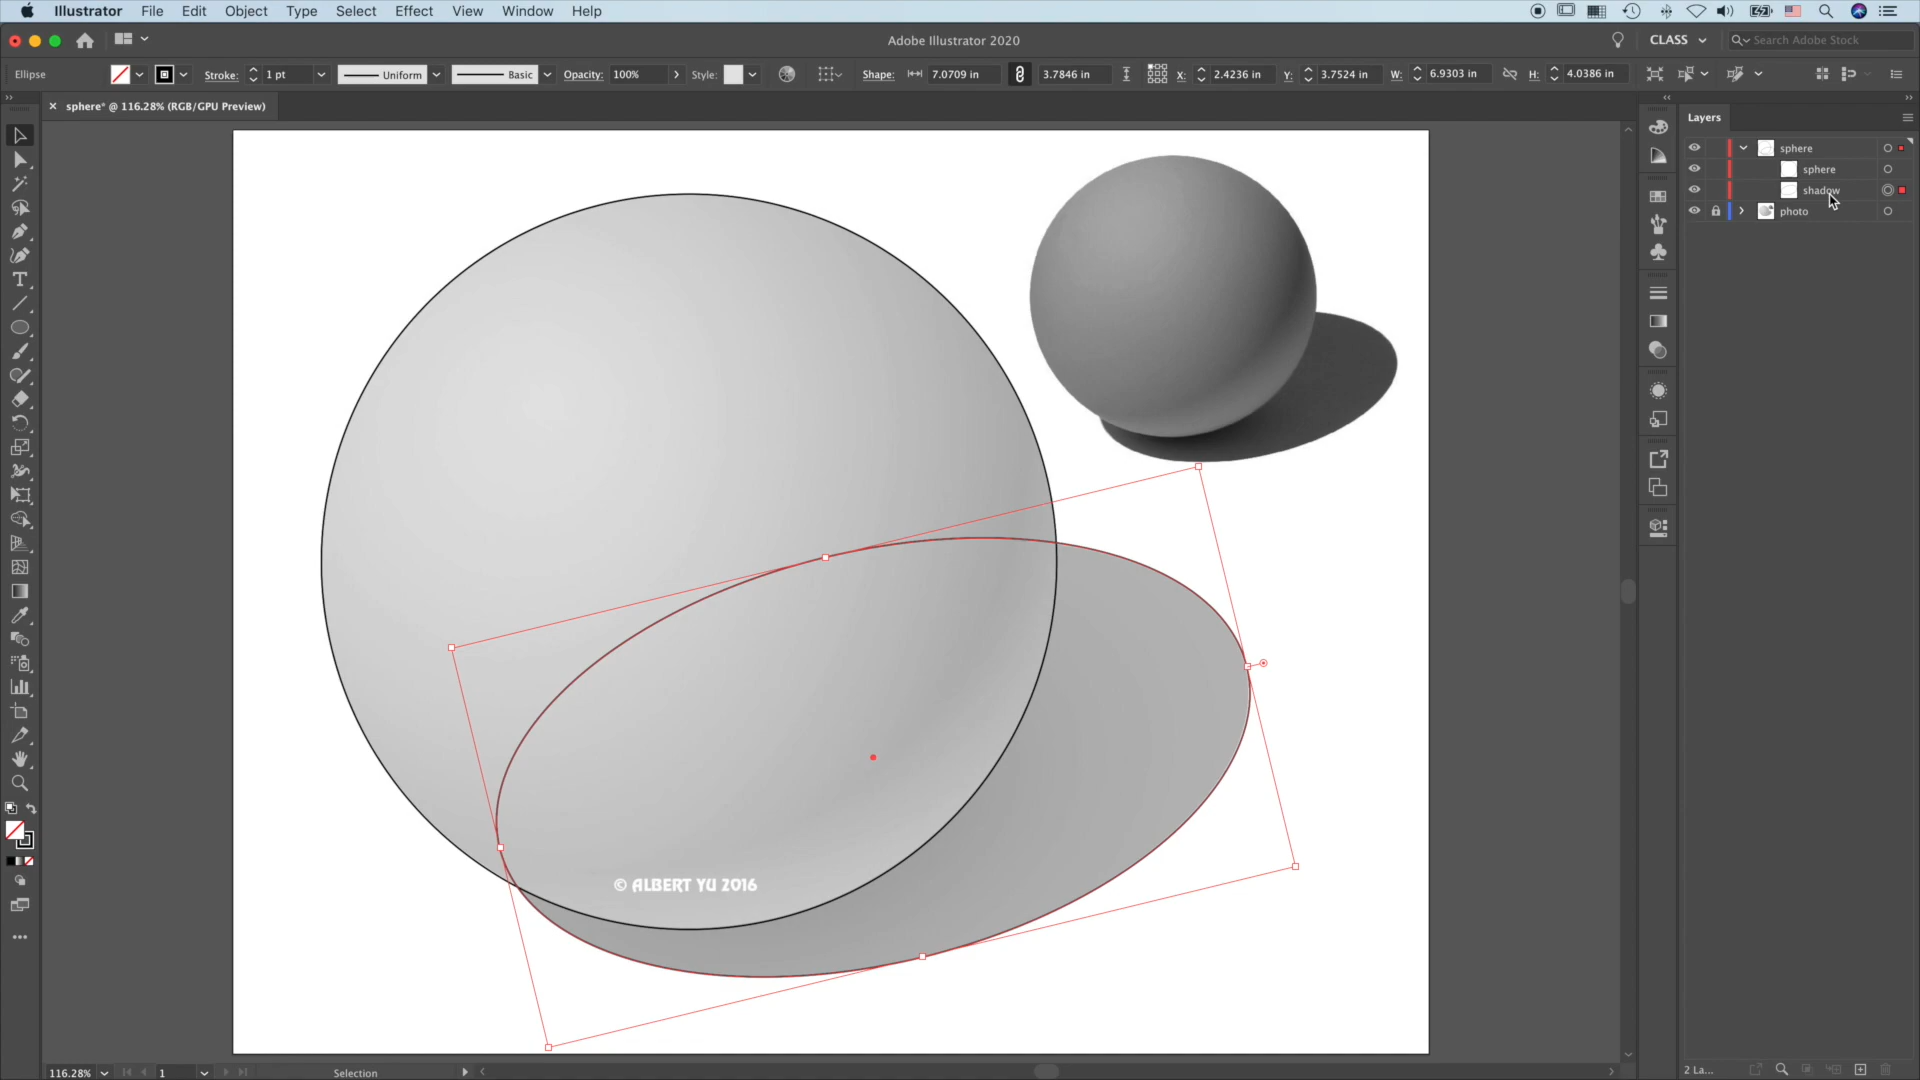 Illustrator File Edit Object Type Select Effect View Window Help
Adobe Illustrator 2020
CLASS
Search Adobe Stock
Ellipse
Stroke: 1 pt
Uniform
Basic
Opacity: 100%
Style:
Shape: 7.0709 in 3.7846 in
X: 2.4236 in
Y: 3.7524 in
W: 6.9303 in
H: 4.0386 in
sphere* @ 116.28% (RGB/GPU Preview)
Layers
sphere
sphere
shadow
photo
© ALBERT YU 2016
116.28%
1
Selection
2 La...